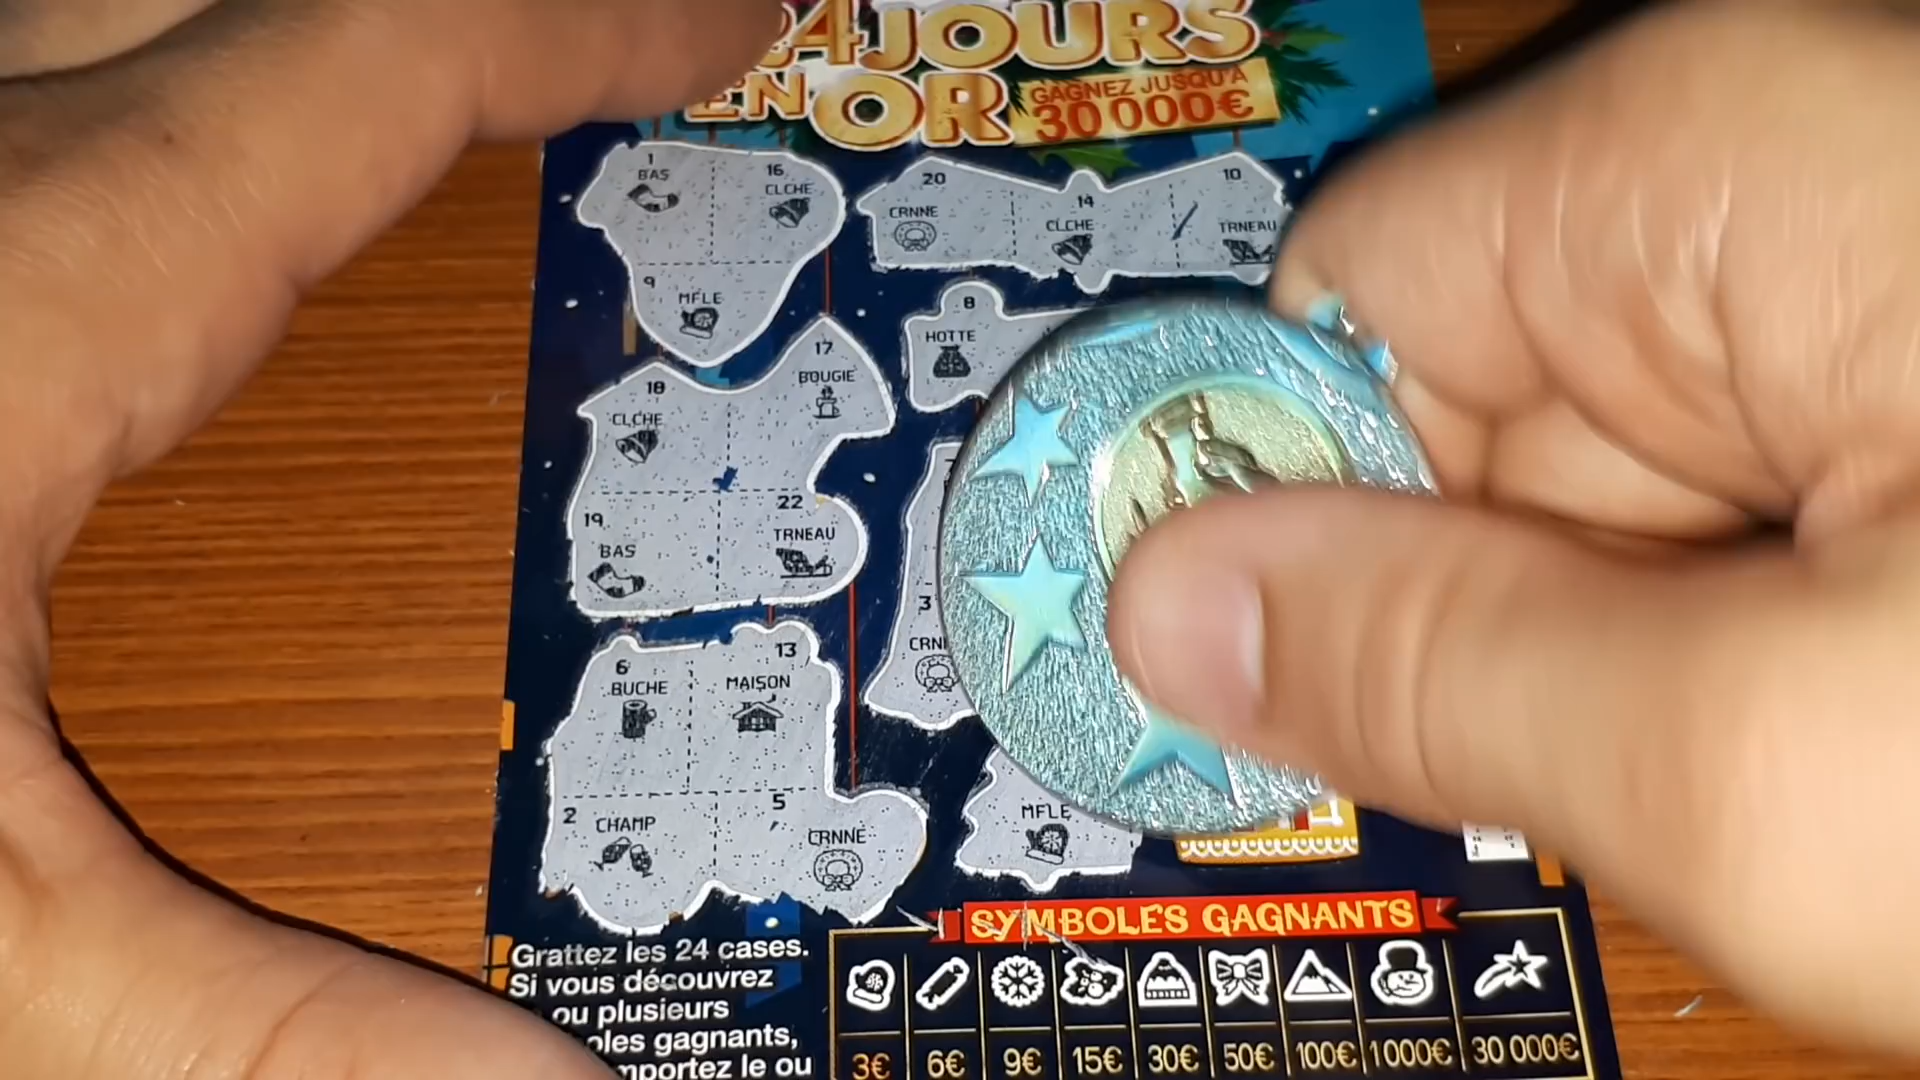 24 JOURS
EN OR
GAGNEZ JUSQU'À
30 000€
1
BAS
16
CLCHE
9
MFLE
20
CRNNE
14
CLCHE
10
TRNEAU
8
HOTTE
18
CLCHE
17
BOUGIE
19
BAS
22
TRNEAU
3
6
BUCHE
13
MAISON
2
CHAMP
5
CRNNE
MFLE
SYMBOLES GAGNANTS
3€ 6€ 9€ 15€ 30€ 50€ 100€ 1000€ 30 000€
Grattez les 24 cases.
Si vous découvrez
ou plusieurs
gagnants,
le ou